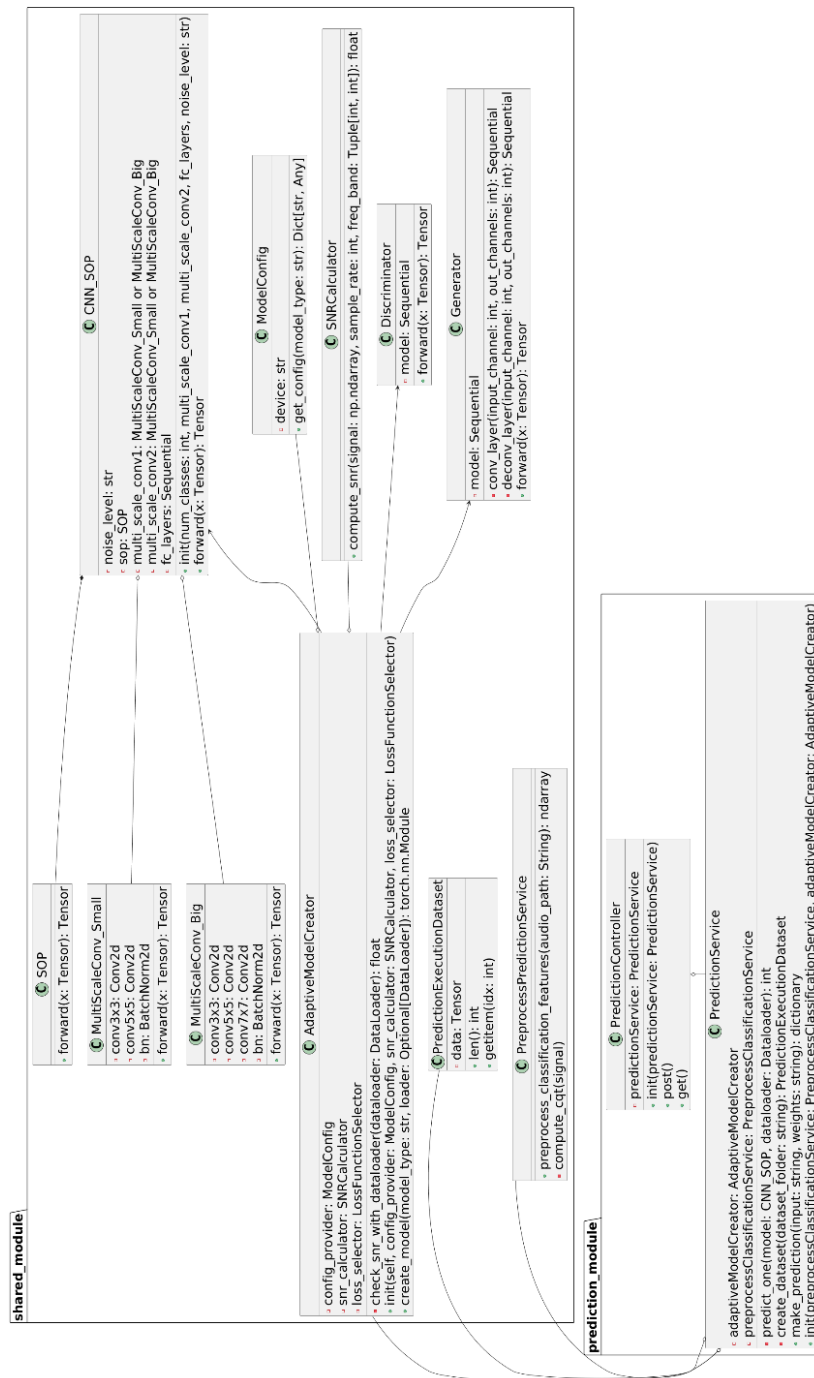 shared_module
C SOP
forward(x: Tensor): Tensor
C MultiScaleConv_Small
conv3x3: Conv2d
conv5x5: Conv2d
bn: BatchNorm2d
forward(x: Tensor): Tensor
C MultiScaleConv_Big
conv3x3: Conv2d
conv5x5: Conv2d
conv7x7: Conv2d
bn: BatchNorm2d
forward(x: Tensor): Tensor
C CNN_SOP
noise_level: str
sop: SOP
multi_scale_conv1: MultiScaleConv_Small or MultiScaleConv_Big
multi_scale_conv2: MultiScaleConv_Small or MultiScaleConv_Big
fc_layers: Sequential
init(num_classes: int, multi_scale_conv1, multi_scale_conv2, fc_layers, noise_level: str)
forward(x: Tensor): Tensor
C AdaptiveModelCreator
config_provider: ModelConfig
snr_calculator: SNRCalculator
loss_selector: LossFunctionSelector
check_snr_with_dataloader(dataloader: DataLoader): float
init(self, config_provider: ModelConfig, snr_calculator: SNRCalculator, loss_selector: LossFunctionSelector)
create_model(model_type: str, loader: Optional[DataLoader]): torch.nn.Module
C ModelConfig
device: str
get_config(model_type: str): Dict[str, Any]
C SNRCalculator
compute_snr(signal: np.ndarray, sample_rate: int, freq_band: Tuple[int, int]): float
C Discriminator
model: Sequential
forward(x: Tensor): Tensor
C Generator
model: Sequential
conv_layer(input_channel: int, out_channels: int): Sequential
deconv_layer(input_channel: int, out_channels: int): Sequential
forward(x: Tensor): Tensor
C PredictionExecutionDataset
data: Tensor
len(): int
getitem(idx: int)
C PreprocessPredictionService
preprocess_classification_features(audio_path: String): ndarray
compute_cqt(signal)
prediction_module
C PredictionController
predictionService: PredictionService
init(predictionService: PredictionService)
post()
get()
C PredictionService
adaptiveModelCreator: AdaptiveModelCreator
preprocessClassificationService: PreprocessClassificationService
predict_one(model: CNN_SOP, dataloader: Dataloader): int
create_dataset(dataset_folder: string): PredictionExecutionDataset
make_prediction(input: string, weights: string): dictionary
init(preprocessClassificationService: PreprocessClassificationService, adaptiveModelCreator: AdaptiveModelCreator)